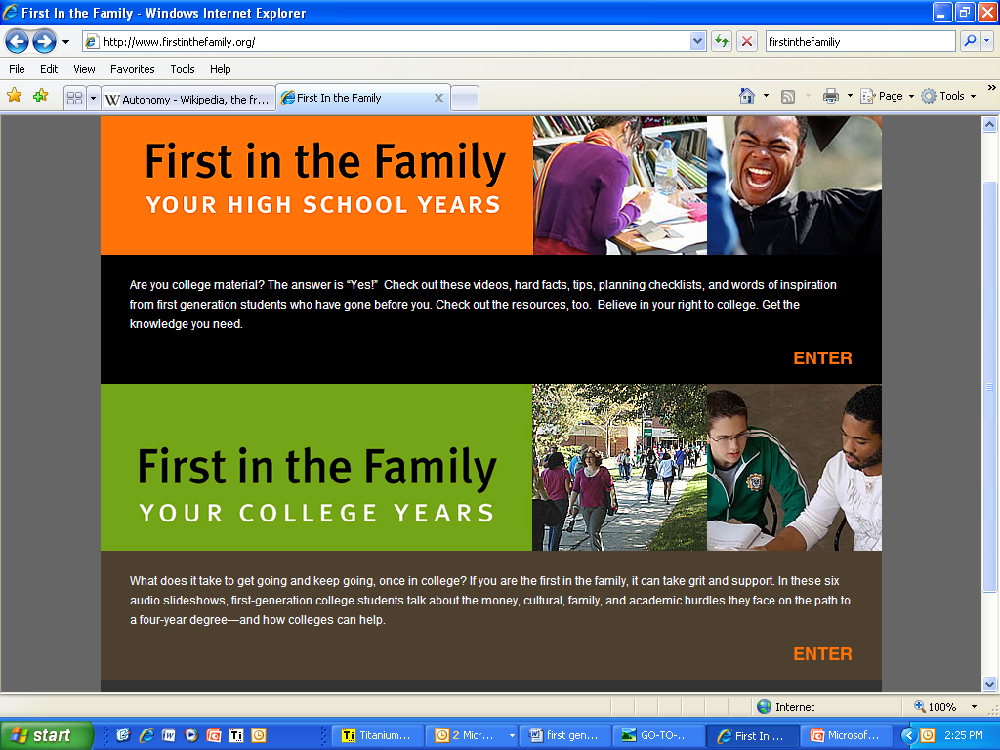 First In the Family - Windows Internet Explorer
http://www.firstinthefamily.org/
firstinthefamiliy
File Edit View Favorites Tools Help
W Autonomy - Wikipedia, the fr... First In the Family Page Tools
First in the Family
YOUR HIGH SCHOOL YEARS
Are you college material? The answer is “Yes!”  Check out these videos, hard facts, tips, planning checklists, and words of inspiration
from first generation students who have gone before you. Check out the resources, too.  Believe in your right to college. Get the
knowledge you need.
ENTER
First in the Family
YOUR COLLEGE YEARS
What does it take to get going and keep going, once in college? If you are the first in the family, it can take grit and support. In these six
audio slideshows, first-generation college students talk about the money, cultural, family, and academic hurdles they face on the path to
a four-year degree—and how colleges can help.
ENTER
Internet 100%
start Ti Ti Titanium... 2 Micr... first gen... GO-TO-... First In ... Microsof... 2:25 PM